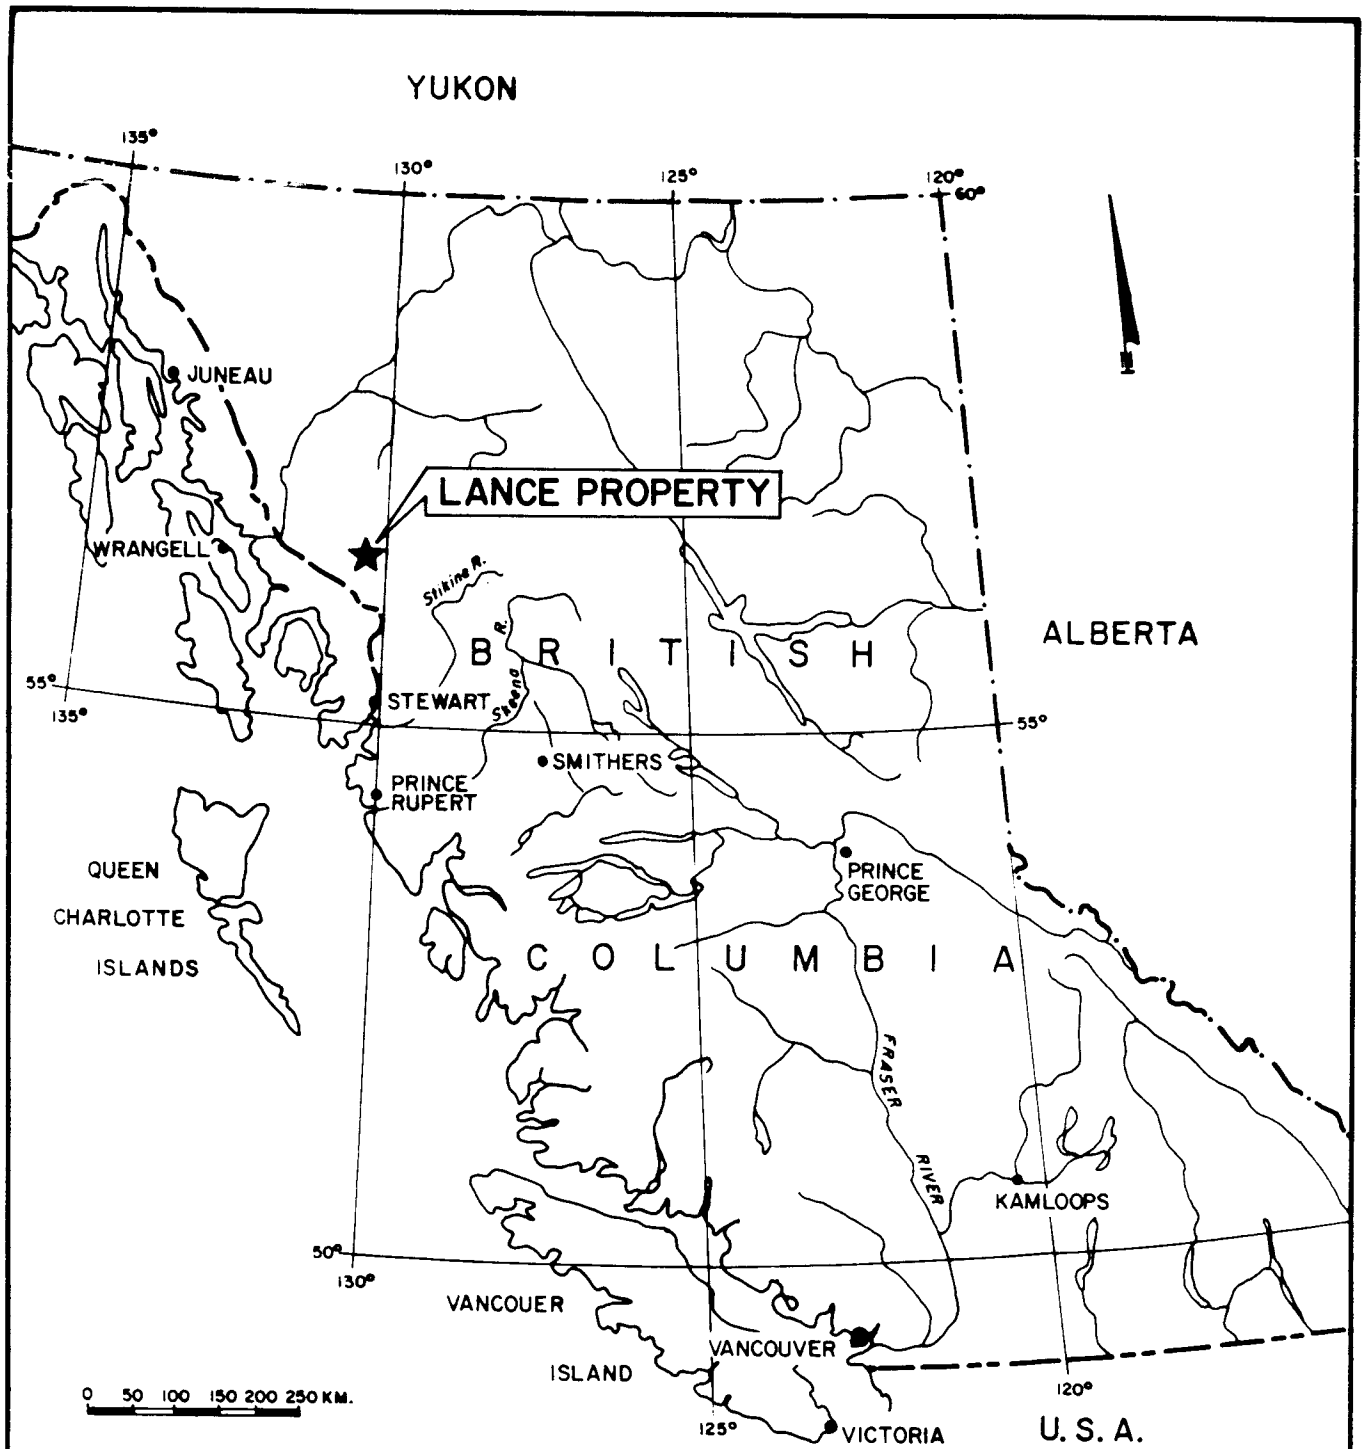 YUKON
135°
130°
125°
120°
60°
N
JUNEAU
LANCE PROPERTY
WRANGELL
Stikine R.
ALBERTA
BRITISH
Skeena R.
55°
135°
STEWART
55°
SMITHERS
PRINCE
RUPERT
QUEEN
CHARLOTTE
ISLANDS
PRINCE
GEORGE
COLUMBIA
FRASER
RIVER
KAMLOOPS
50°
130°
VANCOUER
ISLAND
VANCOUVER
120°
0 50 100 150 200 250 KM.
125°
VICTORIA
U. S. A.